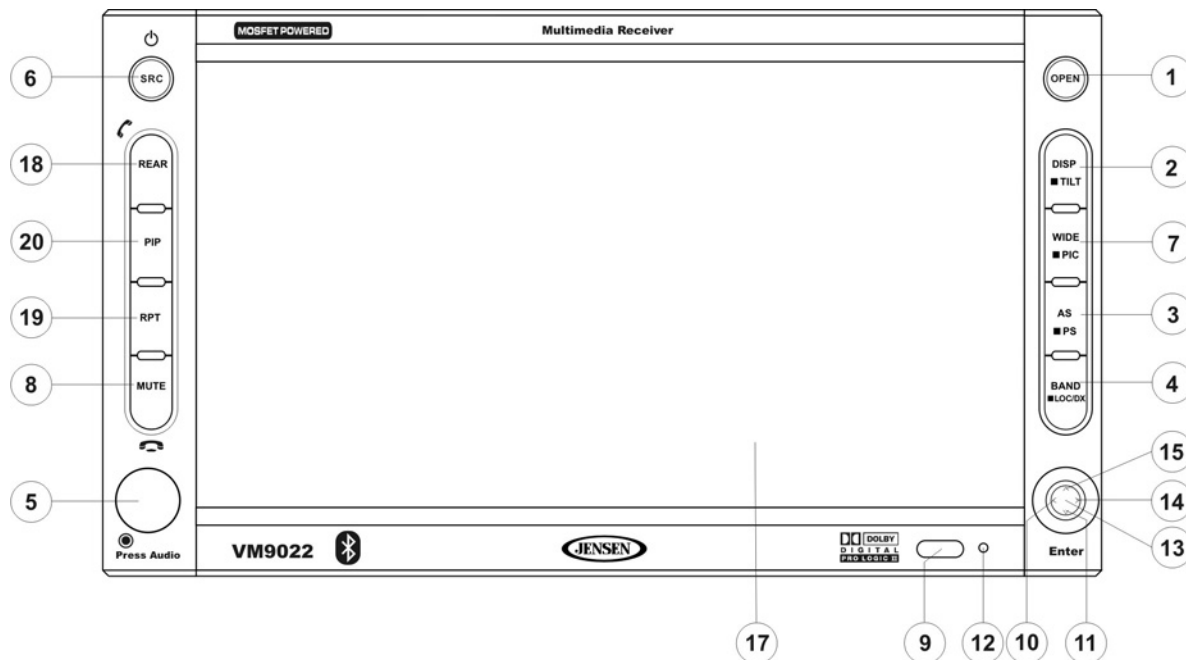 MOSFET POWERED
Multimedia Receiver
6
SRC
18
REAR
20
PIP
19
RPT
8
MUTE
5
Press Audio
OPEN
1
DISP
■ TILT
2
WIDE
■ PIC
7
AS
■ PS
3
BAND
■ LOC/DX
4
15
14
13
Enter
VM9022
JENSEN
DOLBY
DIGITAL
PRO LOGIC II
17
9
12
10
11